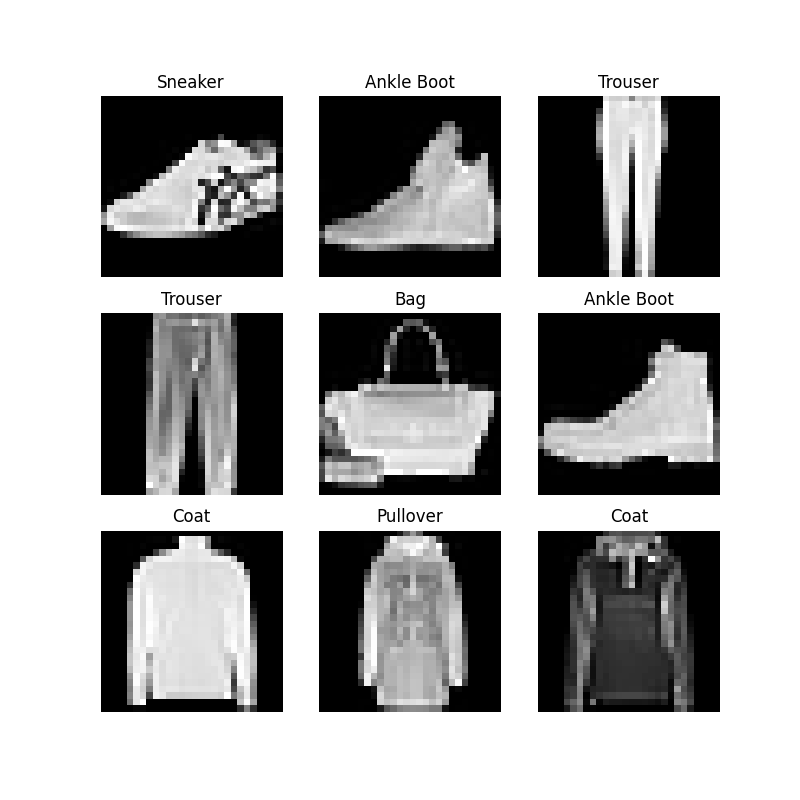 Sneaker
Ankle Boot
Trouser
Trouser
Bag
Ankle Boot
Coat
Pullover
Coat